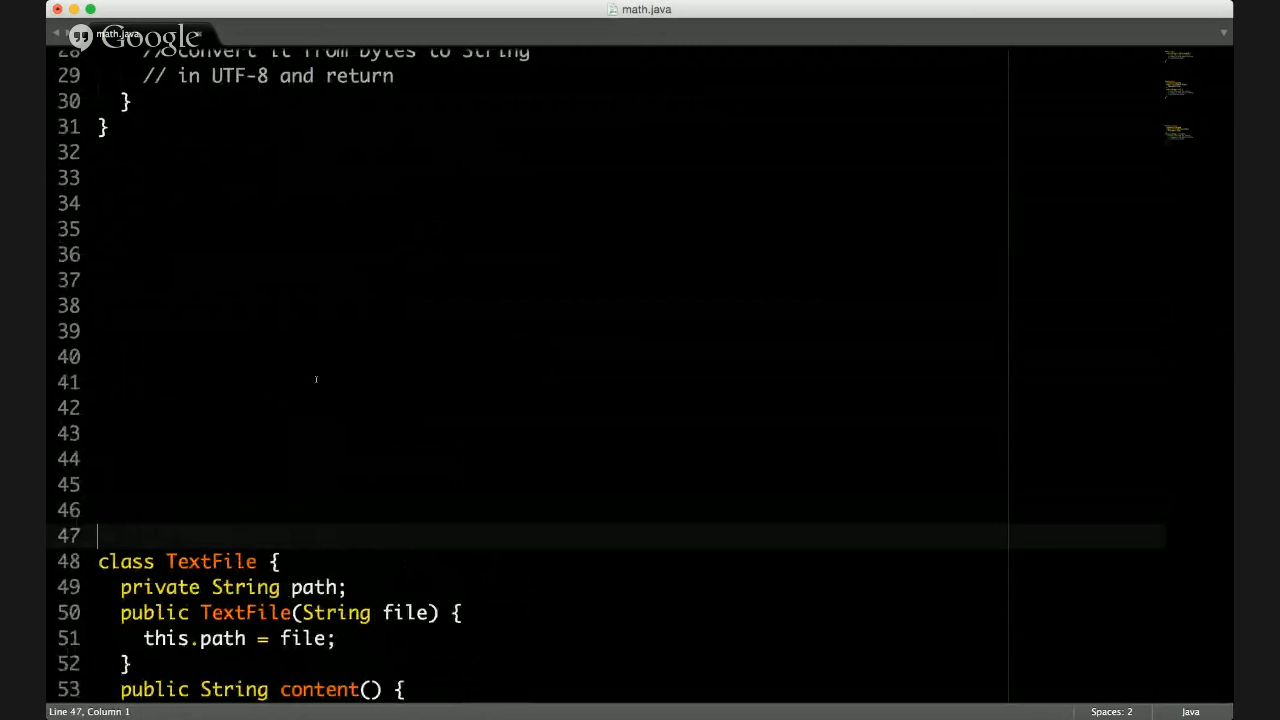 math.java
math.java
Google
28 //convert it from bytes to String
29 // in UTF-8 and return
30 }
31 }
32
33
34
35
36
37
38
39
40
41
42
43
44
45
46
47
48 class TextFile {
49 private String path;
50 public TextFile(String file) {
51 this.path = file;
52 }
53 public String content() {
Line 47, Column 1
Spaces: 2
Java